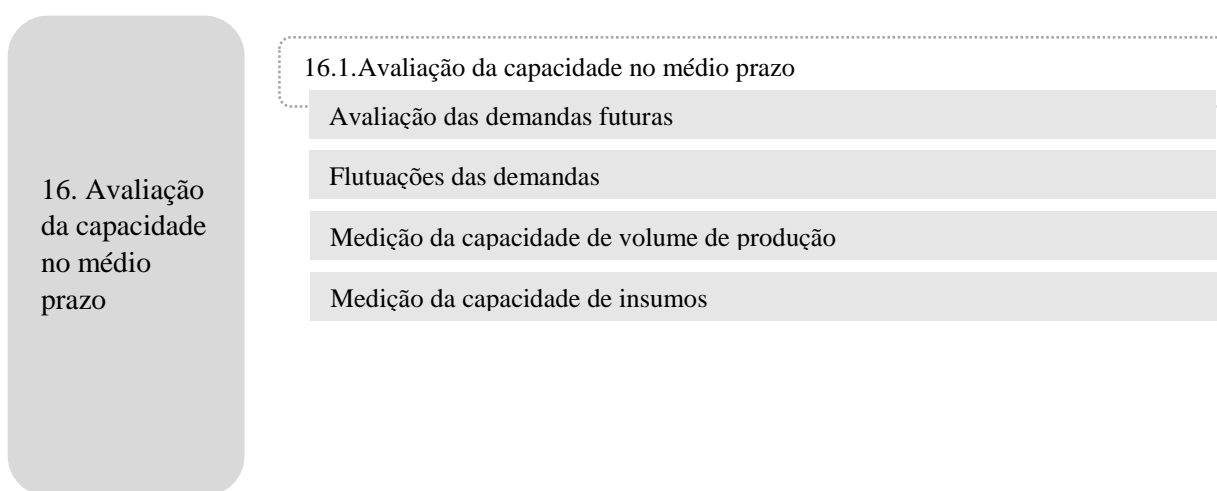 16. Avaliação
da capacidade
no médio
prazo
16.1.Avaliação da capacidade no médio prazo
Avaliação das demandas futuras
Flutuações das demandas
Medição da capacidade de volume de produção
Medição da capacidade de insumos